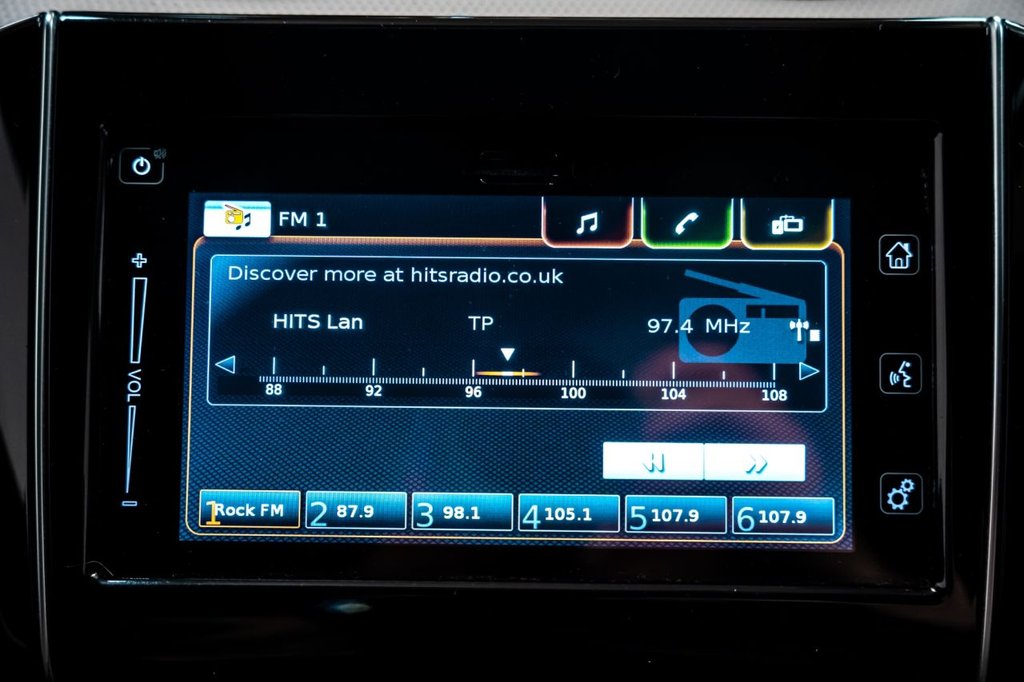 FM 1
Discover more at hitsradio.co.uk
HITS Lan TP 97.4 MHz
88 92 96 100 104 108
+
VOL
-
1 Rock FM 2 87.9 3 98.1 4 105.1 5 107.9 6 107.9